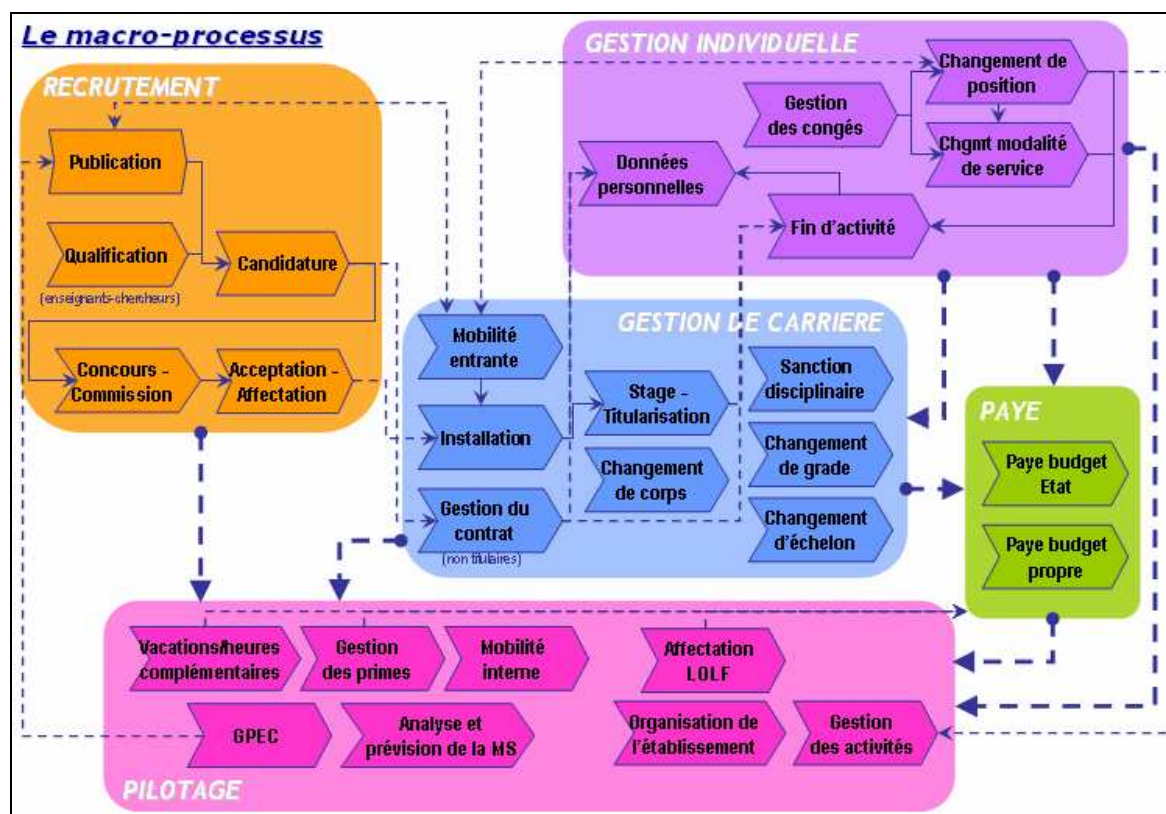 Le macro-processus
RECRUTEMENT
Publication
Qualification
(enseignants-chercheurs)
Candidature
Concours -
Commission
Acceptation -
Affectation
GESTION INDIVIDUELLE
Changement de
position
Gestion
des congés
Chgmt modalité
de service
Données
personnelles
Fin d'activité
GESTION DE CARRIERE
Mobilité
entrante
Installation
Gestion du
contrat
(non titulaires)
Stage -
Titularisation
Changement
de corps
Sanction
disciplinaire
Changement
de grade
Changement
d'échelon
PAYE
Paye budget
Etat
Paye budget
propre
Vacations/heures
complémentaires
Gestion
des primes
Mobilité
interne
Affectation
LOLF
GPEC
Analyse et
prévision de la MS
Organisation de
l'établissement
Gestion
des activités
PILOTAGE